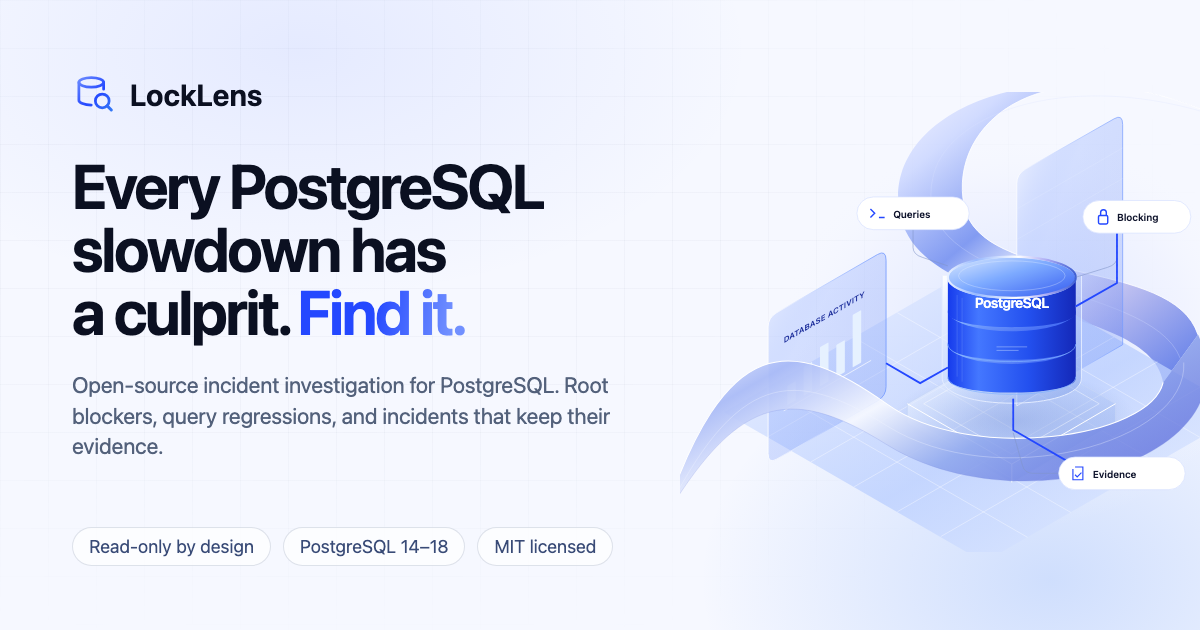 LockLens
Every PostgreSQL
slowdown has
a culprit. Find it.
Open-source incident investigation for PostgreSQL. Root
blockers, query regressions, and incidents that keep their
evidence.
Read-only by design
PostgreSQL 14–18
MIT licensed
Queries
Blocking
DATABASE ACTIVITY
PostgreSQL
Evidence